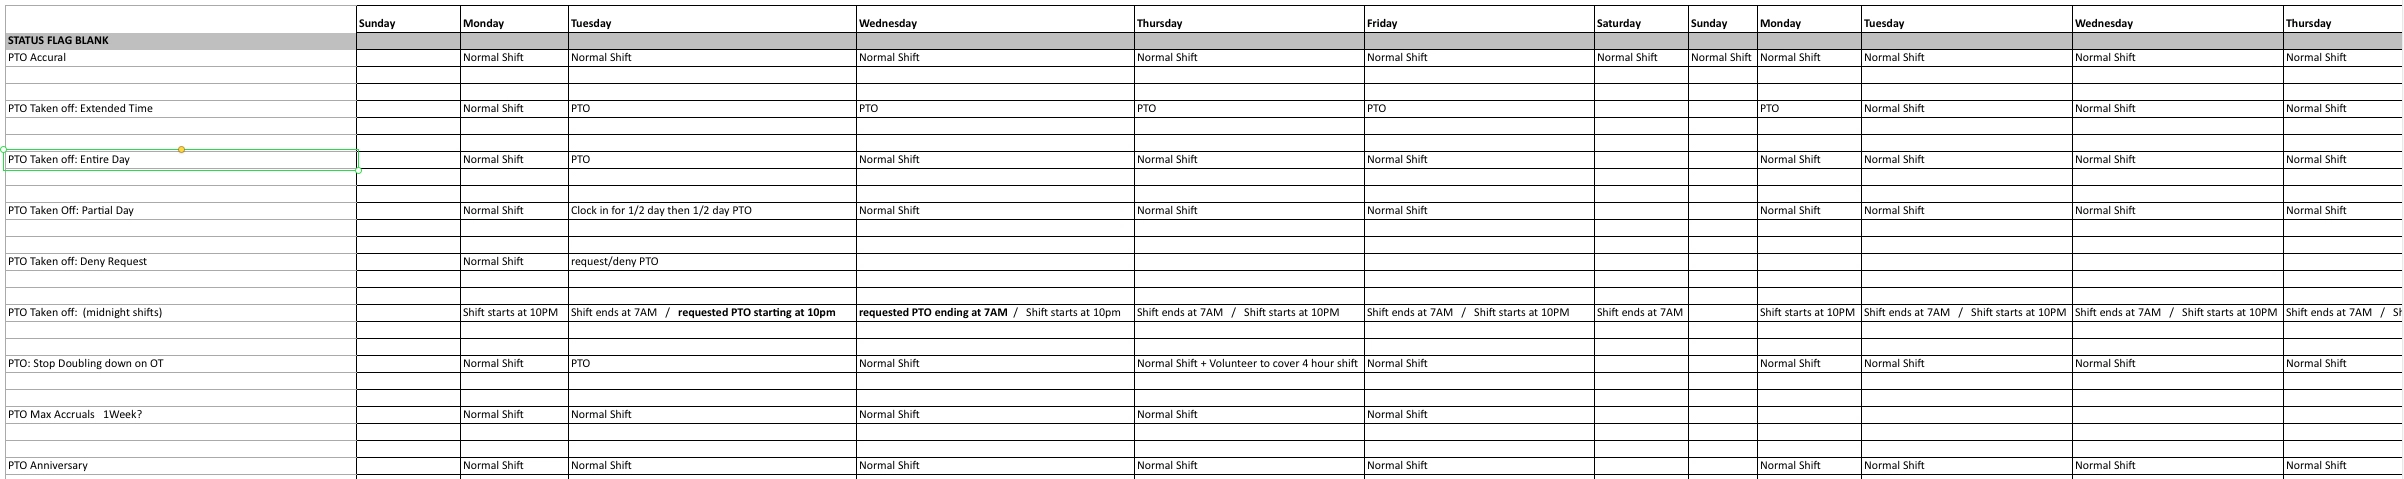 Sunday Monday Tuesday Wednesday Thursday Friday Saturday Sunday Monday Tuesday Wednesday Thursday
STATUS FLAG BLANK
PTO Accural Normal Shift Normal Shift Normal Shift Normal Shift Normal Shift Normal Shift Normal Shift Normal Shift Normal Shift Normal Shift Normal Shift
PTO Taken off: Extended Time Normal Shift PTO PTO PTO PTO PTO Normal Shift Normal Shift Normal Shift
PTO Taken off: Entire Day Normal Shift PTO Normal Shift Normal Shift Normal Shift Normal Shift Normal Shift Normal Shift Normal Shift
PTO Taken Off: Partial Day Normal Shift Clock in for 1/2 day then 1/2 day PTO Normal Shift Normal Shift Normal Shift Normal Shift Normal Shift Normal Shift Normal Shift
PTO Taken off: Deny Request Normal Shift request/deny PTO
PTO Taken off: (midnight shifts) Shift starts at 10PM Shift ends at 7AM / requested PTO starting at 10pm requested PTO ending at 7AM / Shift starts at 10pm Shift ends at 7AM / Shift starts at 10PM Shift ends at 7AM / Shift starts at 10PM Shift ends at 7AM Shift starts at 10PM Shift ends at 7AM / Shift starts at 10PM Shift ends at 7AM / Shift starts at 10PM Shift ends at 7AM /
PTO: Stop Doubling down on OT Normal Shift PTO Normal Shift Normal Shift + Volunteer to cover 4 hour shift Normal Shift Normal Shift Normal Shift Normal Shift Normal Shift
PTO Max Accruals 1Week? Normal Shift Normal Shift Normal Shift Normal Shift Normal Shift
PTO Anniversary Normal Shift Normal Shift Normal Shift Normal Shift Normal Shift Normal Shift Normal Shift Normal Shift Normal Shift